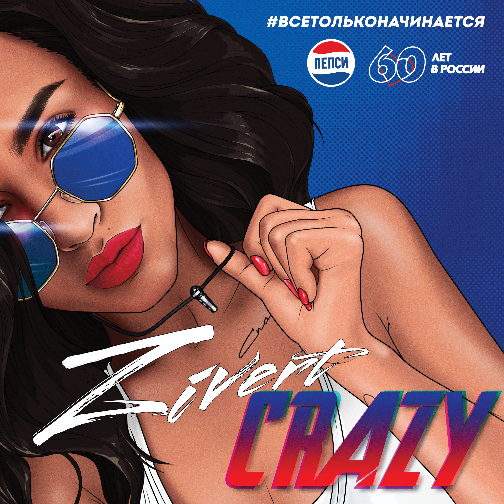 #ВСЕТОЛЬКОНАЧИНАЕТСЯ
ПЕПСИ
60 ЛЕТ
В РОССИИ
Zivert
CRAZY